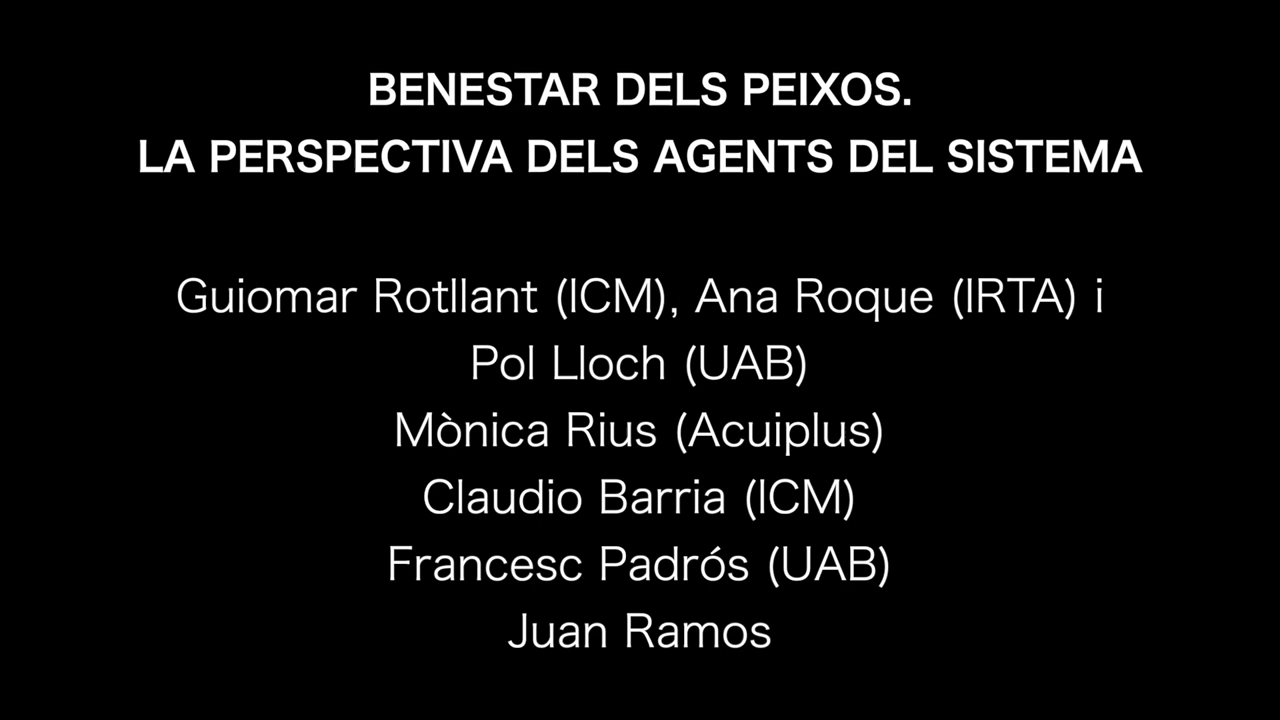 BENESTAR DELS PEIXOS.
LA PERSPECTIVA DELS AGENTS DEL SISTEMA
Guiomar Rotllant (ICM), Ana Roque (IRTA) i
Pol Lloch (UAB)
Mònica Rius (Acuiplus)
Claudio Barria (ICM)
Francesc Padrós (UAB)
Juan Ramos